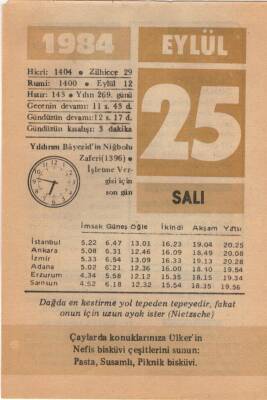 1984 EYLÜL
25
SALI
Hicri: 1404 • Zilhicce 29
Rumi: 1400 • Eylül 12
Hızır: 143 • Yılın 269. günü
Gecenin devamı: 11 s. 43 d.
Gündüzün devamı: 12 s. 17 d.
Gündüzün kısalışı: 3 dakika
Yıldırım Bâyezid'in Niğbolu
Zaferi(1396) •
İşletme Ver-
gisi için
son gün
İmsak Güneş Öğle İkindi Akşam Yatsı
İstanbul 5.22 6.47 13.01 16.23 19.04 20.25
Ankara 5.08 6.31 12.46 16.09 18.49 20.08
İzmir 5.33 6.54 13.09 16.33 19.13 20.28
Adana 5.02 6.21 12.36 16.00 18.40 19.54
Erzurum 4.34 5.58 12.12 15.35 18.15 19.34
Samsun 4.52 6.18 12.32 15.54 18.35 19.56
Dağda en kestirme yol tepeden tepeyedir, fakat
onun için uzun ayak ister (Nietzsche)
Çaylarda konuklarınıza Ülker'in
Nefis bisküvi çeşitlerini sunun:
Pasta, Susamlı, Piknik bisküvi.